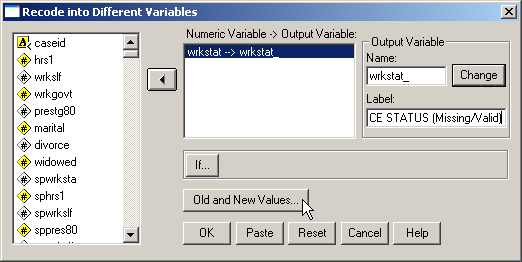 Recode into Different Variables
caseid
hrs1
wrkslf
wrkgovt
prestg80
marital
divorce
widowed
spwrksta
sphrs1
spwrkslf
sppres80
Numeric Variable -> Output Variable:
wrkstat --> wrkstat_
Output Variable
Name:
wrkstat_
Change
Label:
CE STATUS (Missing/Valid)
If...
Old and New Values...
OK
Paste
Reset
Cancel
Help